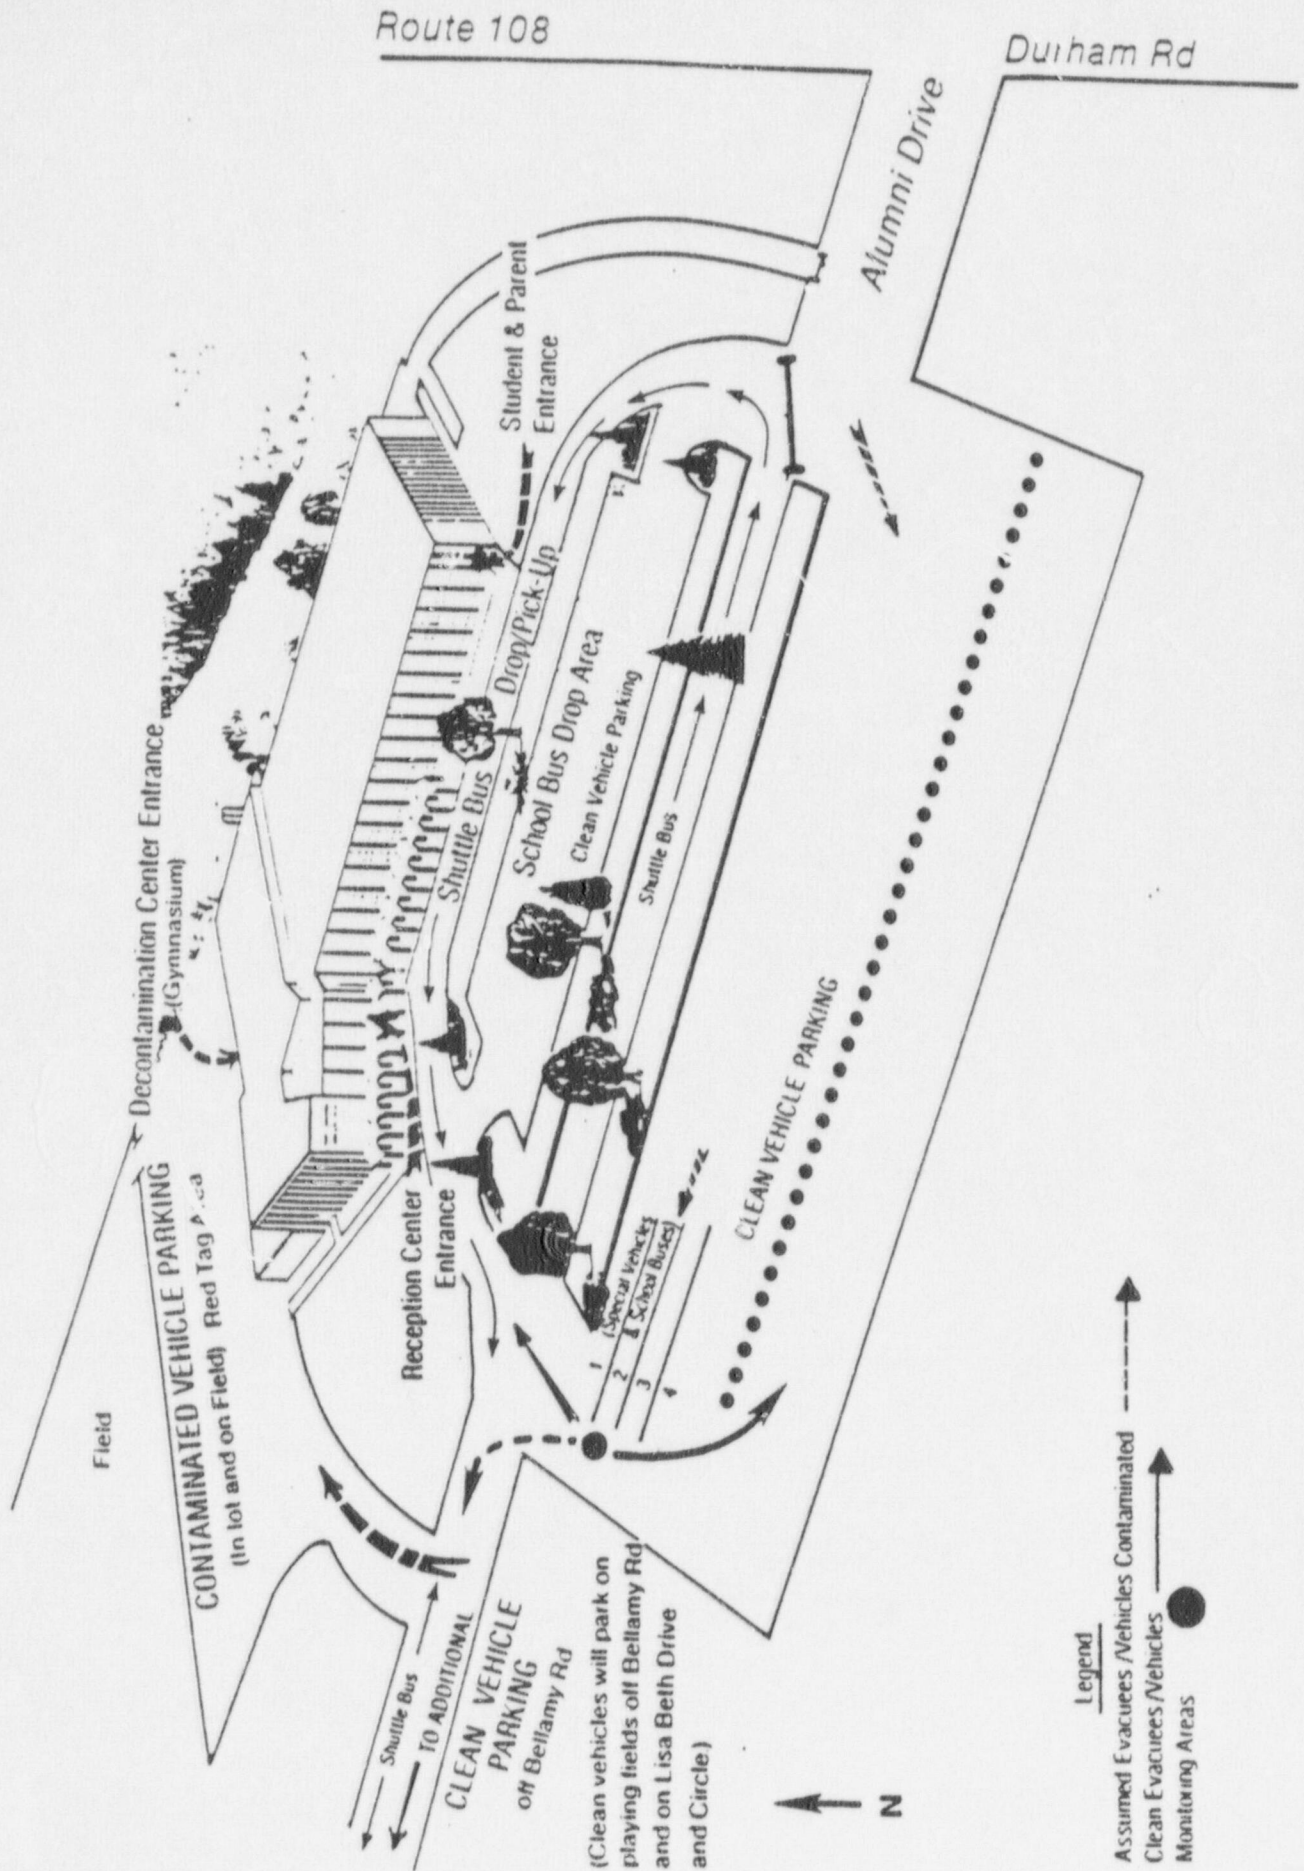 Route 108
Durham Rd
Alumni Drive
Student & Parent
Entrance
Decontamination Center Entrance
(Gymnasium)
Shuttle Bus Drop/Pick-Up
School Bus Drop Area
Clean Vehicle Parking
Shuttle Bus
CLEAN VEHICLE PARKING
Field
CONTAMINATED VEHICLE PARKING
(In lot and on Field) Red Tag Area
Reception Center
Entrance
1
2
3
4
(Special Vehicles
& School Buses)
Shuttle Bus
TO ADDITIONAL
CLEAN VEHICLE
PARKING
off Bellamy Rd
(Clean vehicles will park on
playing fields off Bellamy Rd
and on Lisa Beth Drive
and Circle)
N
Legend
Assumed Evacuees/Vehicles Contaminated
Clean Evacuees/Vehicles
Monitoring Areas